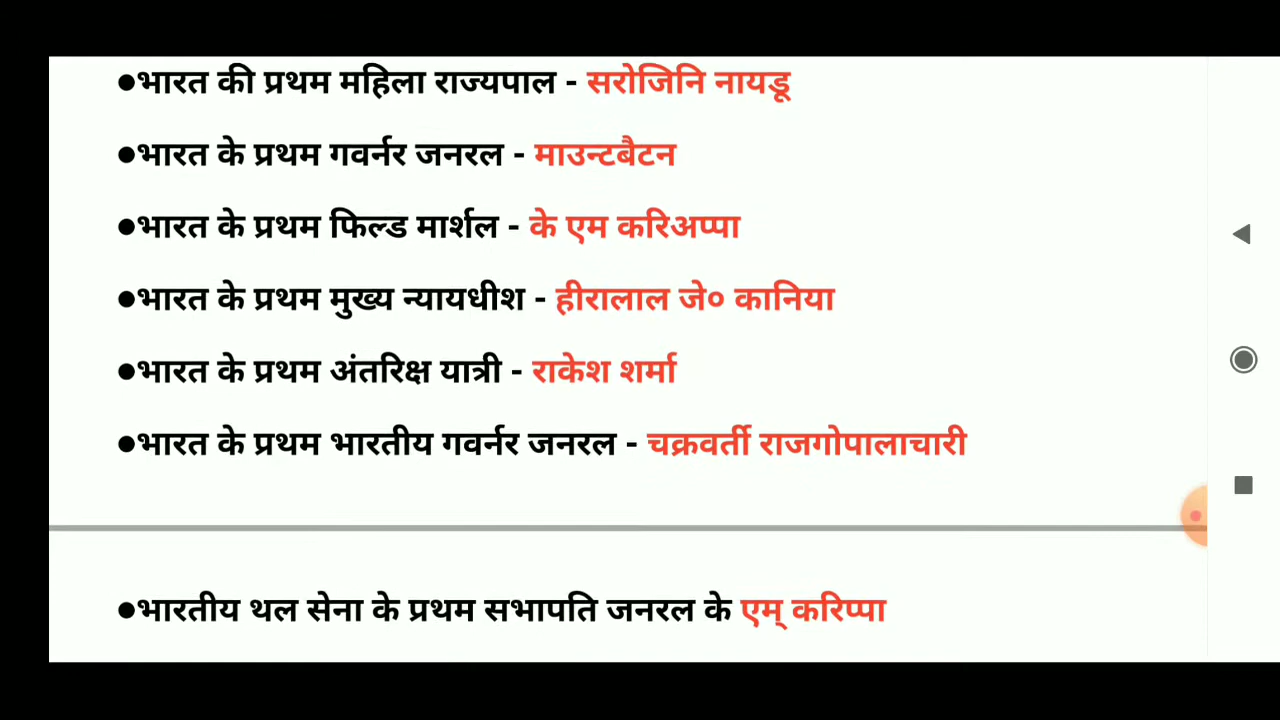 ●भारत की प्रथम महिला राज्यपाल - सरोजिनि नायडू
●भारत के प्रथम गवर्नर जनरल - माउन्टबैटन
●भारत के प्रथम फिल्ड मार्शल - के एम करिअप्पा
●भारत के प्रथम मुख्य न्यायधीश - हीरालाल जे० कानिया
●भारत के प्रथम अंतरिक्ष यात्री - राकेश शर्मा
●भारत के प्रथम भारतीय गवर्नर जनरल - चक्रवर्ती राजगोपालाचारी
●भारतीय थल सेना के प्रथम सभापति जनरल के एम् करिप्पा